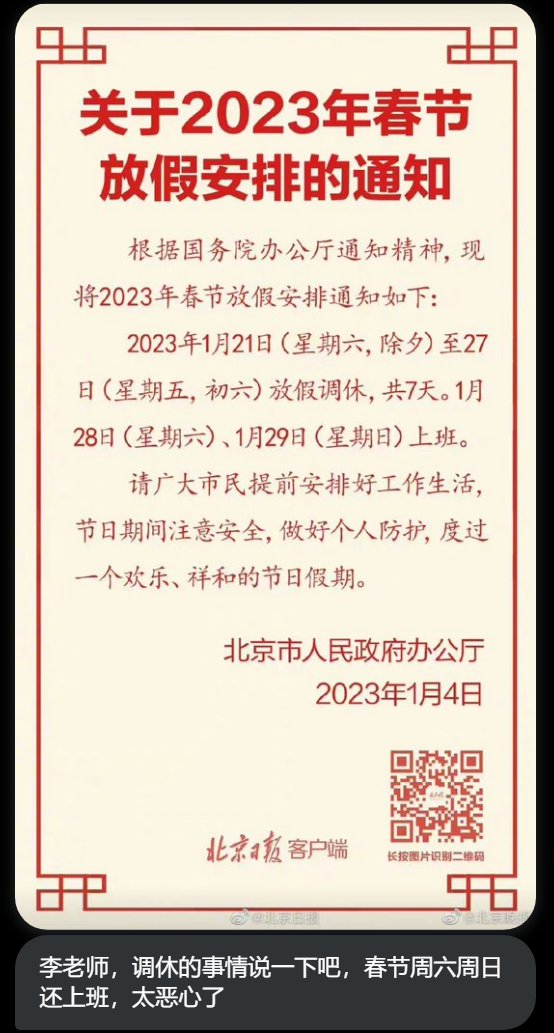 关于2023年春节
放假安排的通知
根据国务院办公厅通知精神,现
将2023年春节放假安排通知如下:
2023年1月21日(星期六,除夕)至27
日(星期五,初六)放假调休,共7天。1月
28日(星期六)、1月29日(星期日)上班。
请广大市民提前安排好工作生活,
节日期间注意安全,做好个人防护,度过
一个欢乐、祥和的节日假期。
北京市人民政府办公厅
2023年1月4日
北京日报 客户端
长按图片识别二维码
@北京日报
@北京晚报
李老师，调休的事情说一下吧，春节周六周日
还上班，太恶心了